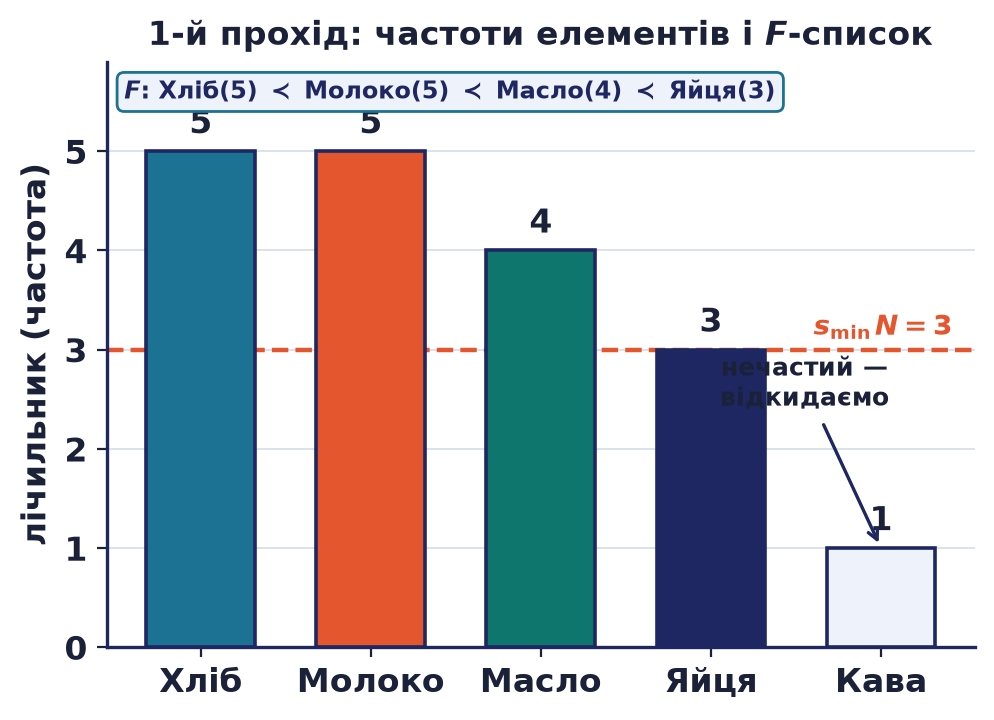 1-й прохід: частоти елементів і F-список
F: Хліб(5) ≺ Молоко(5) ≺ Масло(4) ≺ Яйця(3)
5 5
4
3
1
s_min N = 3
нечастий —
відкидаємо
лічильник (частота)
5
4
3
2
1
0
Хліб Молоко Масло Яйця Кава